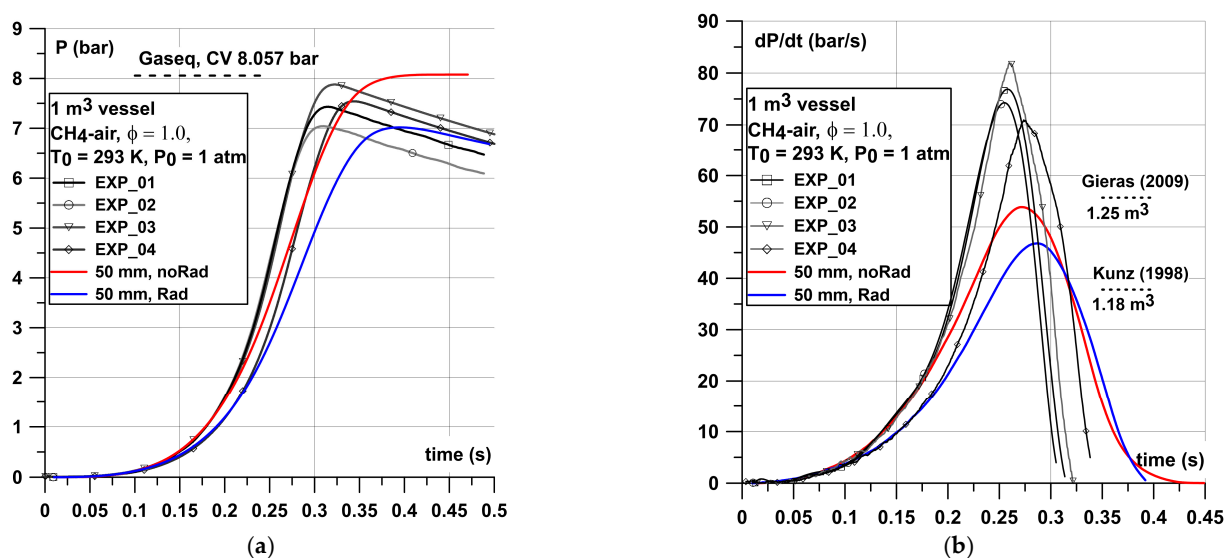 P (bar)
Gaseq, CV 8.057 bar
1 m³ vessel
CH4-air, ϕ = 1.0,
T0 = 293 K, P0 = 1 atm
EXP_01
EXP_02
EXP_03
EXP_04
50 mm, noRad
50 mm, Rad
9
8
7
6
5
4
3
2
1
0
time (s)
0 0.05 0.1 0.15 0.2 0.25 0.3 0.35 0.4 0.45 0.5
(a)
dP/dt (bar/s)
1 m³ vessel
CH4-air, ϕ = 1.0,
T0 = 293 K, P0 = 1 atm
EXP_01
EXP_02
EXP_03
EXP_04
50 mm, noRad
50 mm, Rad
Gieras (2009)
1.25 m³
Kunz (1998)
1.18 m³
90
80
70
60
50
40
30
20
10
0
time (s)
0 0.05 0.1 0.15 0.2 0.25 0.3 0.35 0.4 0.45
(b)